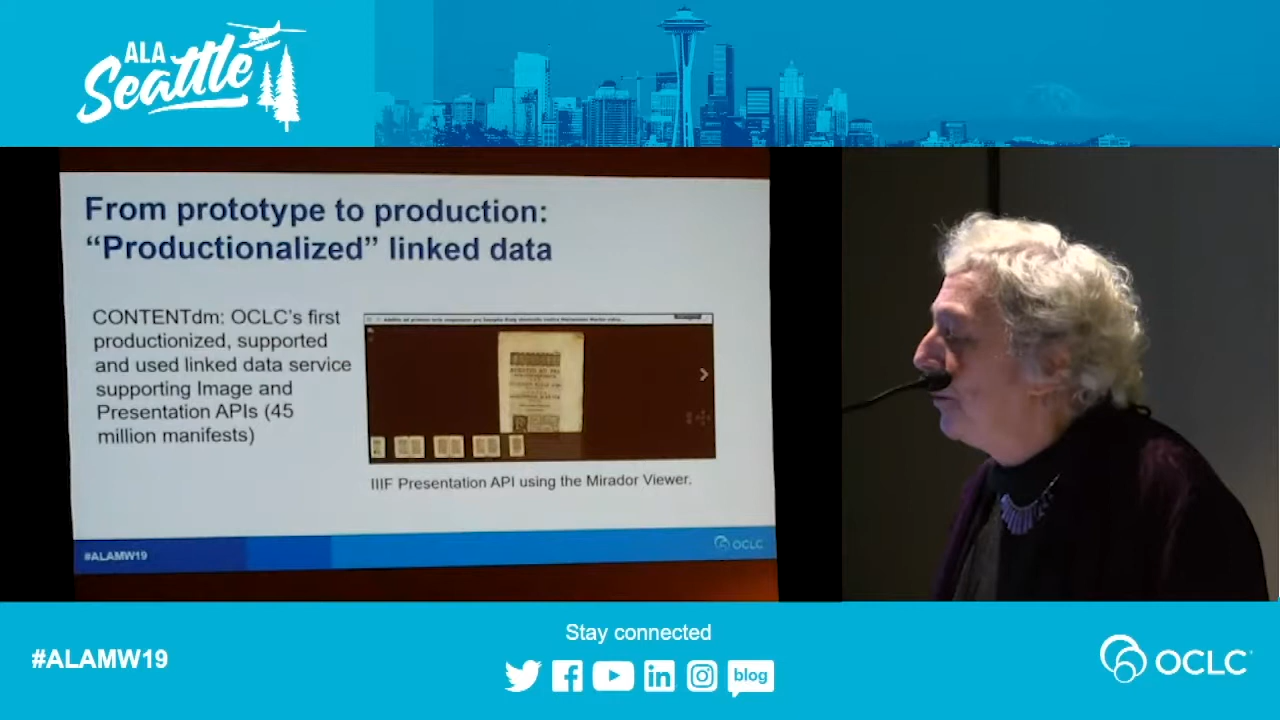 ALA
Seattle
From prototype to production:
“Productionalized” linked data
CONTENTdm: OCLC’s first
productionized, supported
and used linked data service
supporting Image and
Presentation APIs (45
million manifests)
IIIF Presentation API using the Mirador Viewer.
#ALAMW19
OCLC
Stay connected
#ALAMW19
blog
OCLC